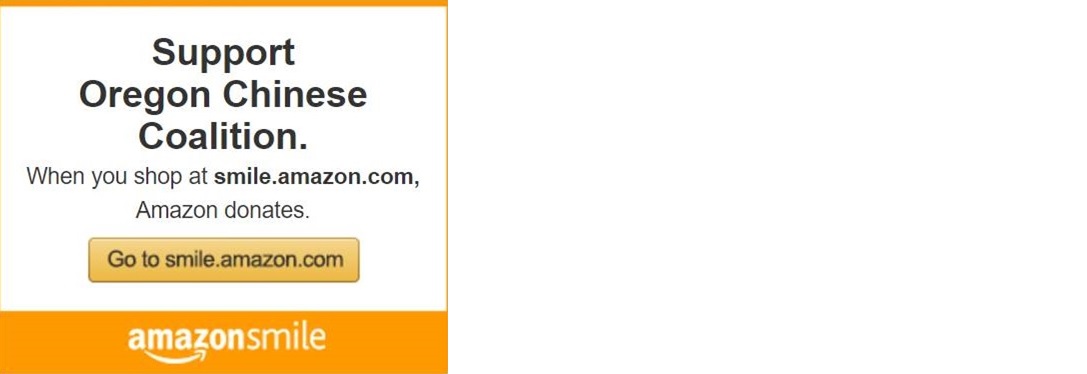 Support
Oregon Chinese
Coalition.
When you shop at smile.amazon.com,
Amazon donates.
Go to smile.amazon.com
amazonsmile